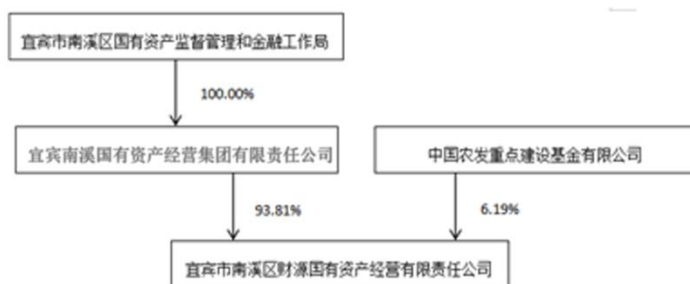 宜宾市南溪区国有资产监督管理和金融工作局
100.00%
宜宾南溪国有资产经营集团有限责任公司
中国农发重点建设基金有限公司
93.81%
6.19%
宜宾市南溪区财源国有资产经营有限责任公司